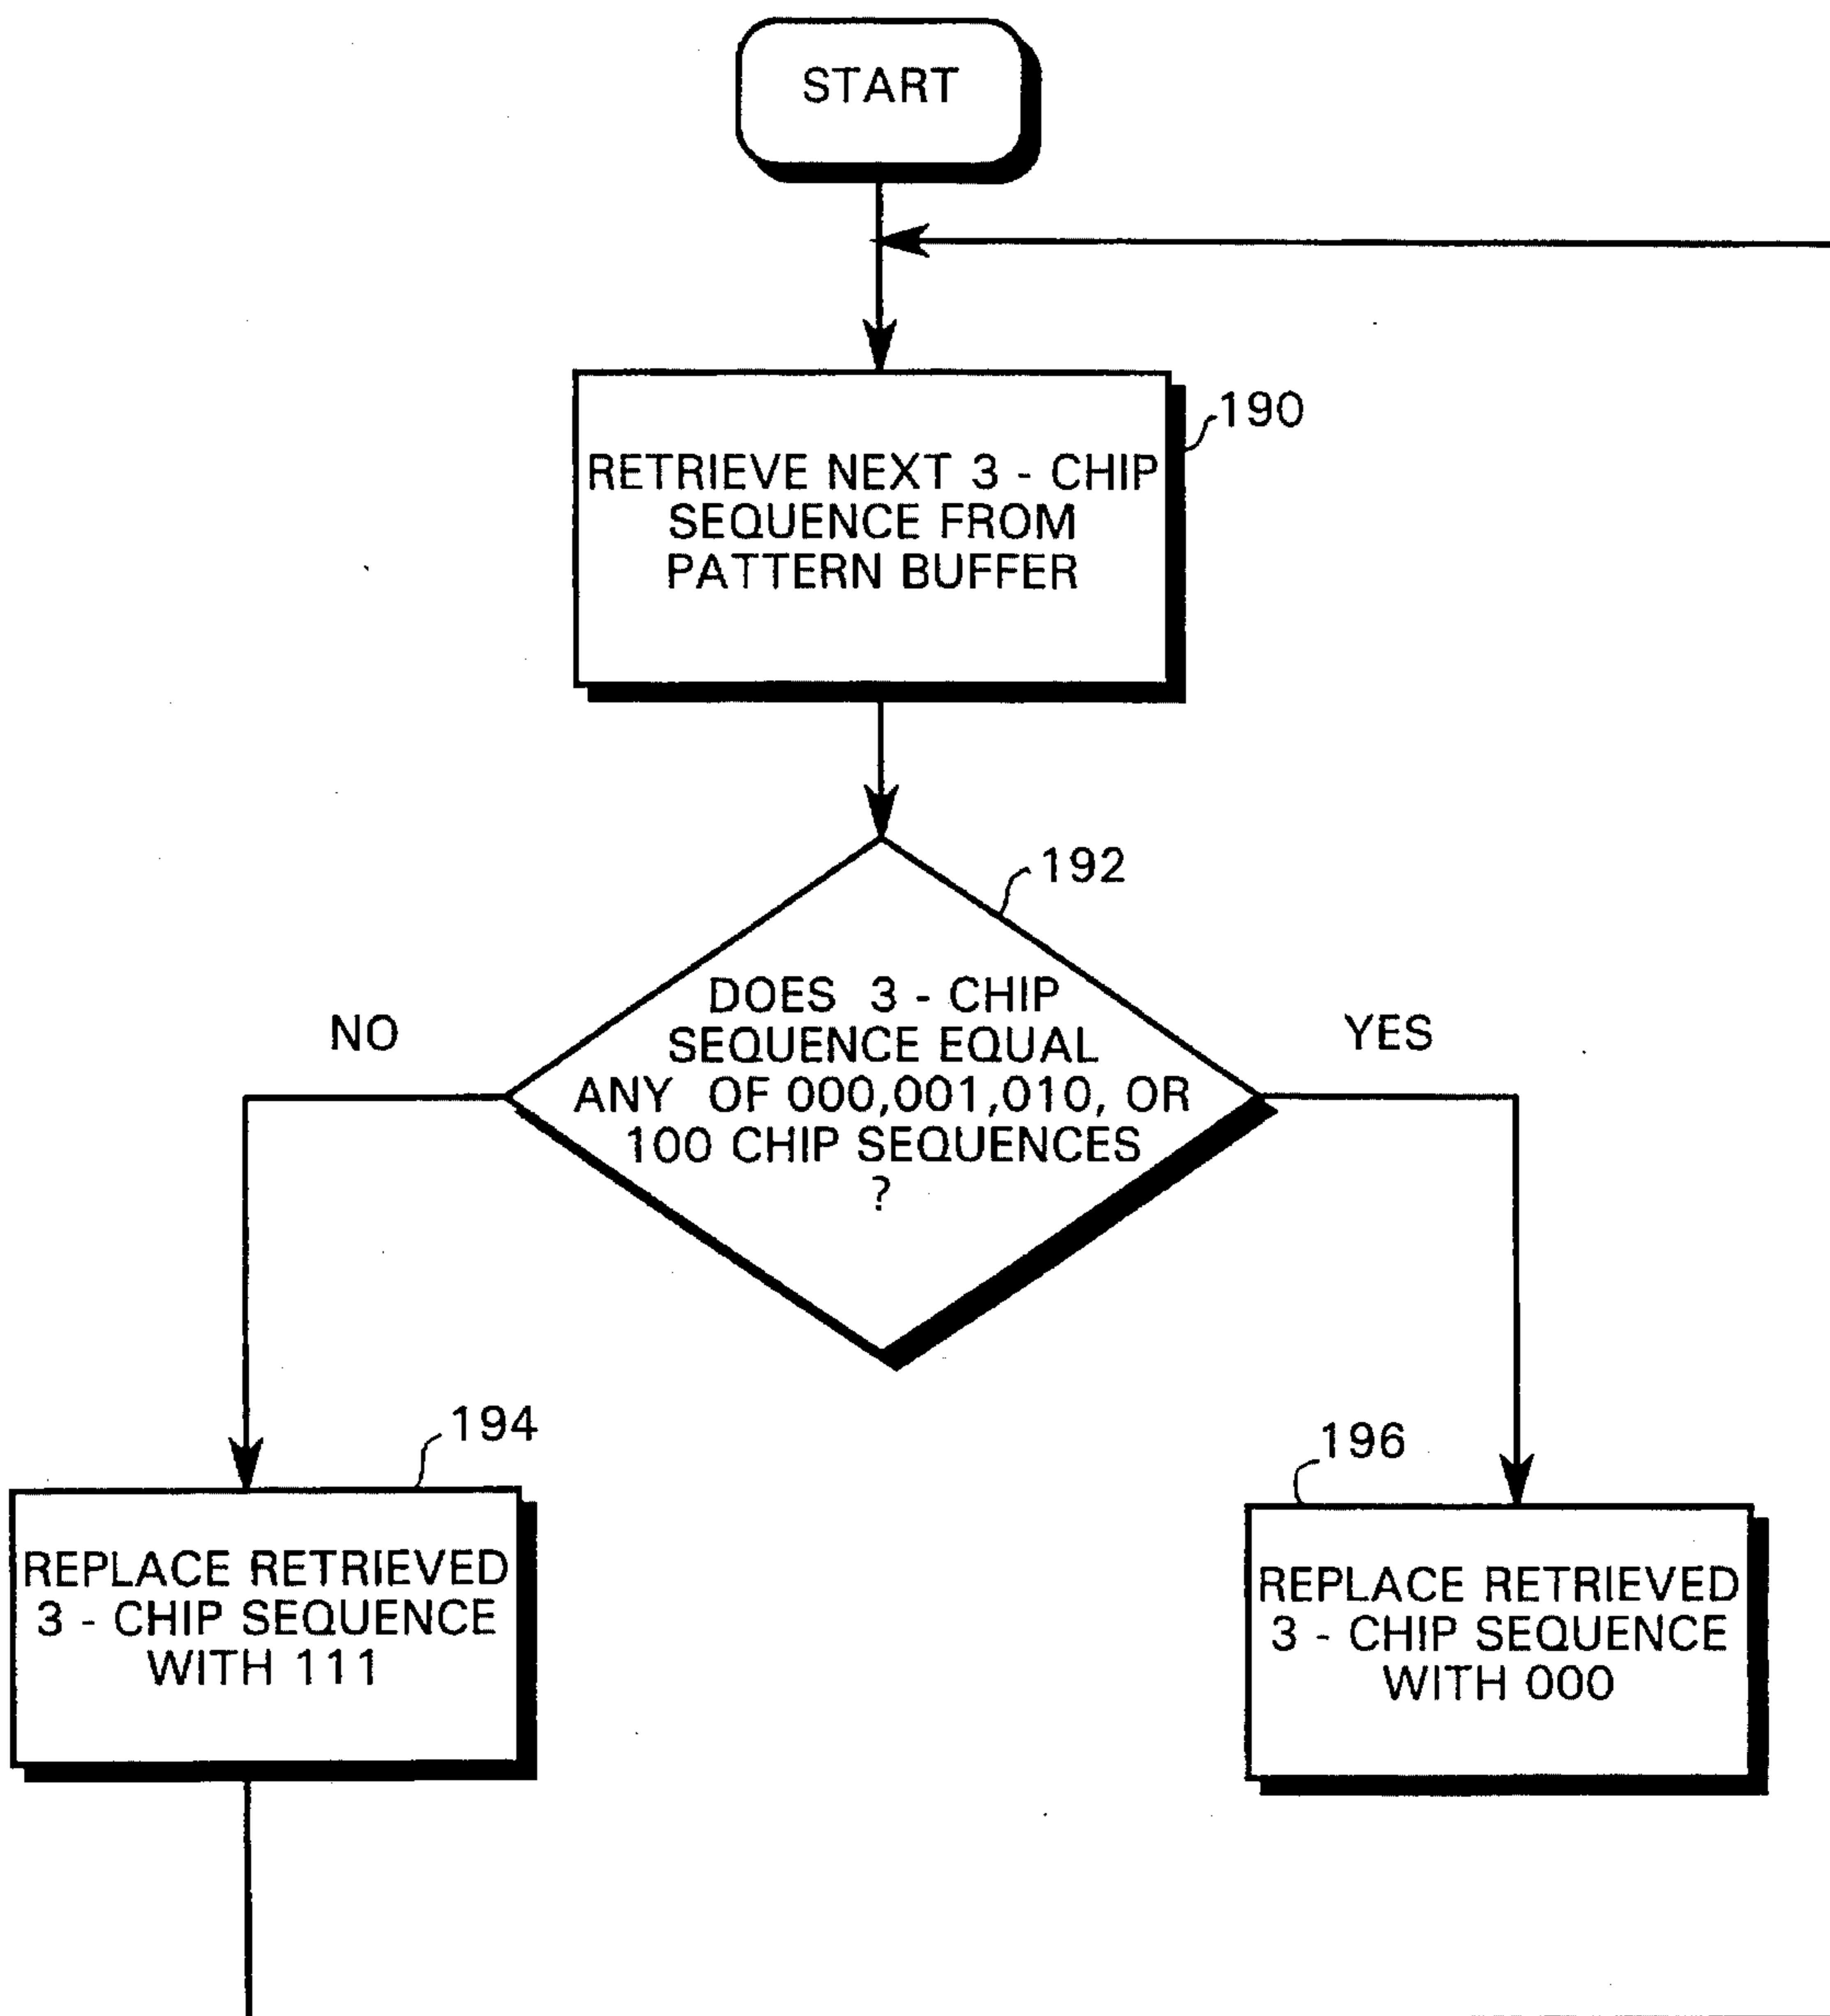 START
190
RETRIEVE NEXT 3 - CHIP
SEQUENCE FROM
PATTERN BUFFER
192
DOES 3 - CHIP
SEQUENCE EQUAL
ANY OF 000,001,010, OR
100 CHIP SEQUENCES
?
NO
YES
194
REPLACE RETRIEVED
3 - CHIP SEQUENCE
WITH 111
196
REPLACE RETRIEVED
3 - CHIP SEQUENCE
WITH 000